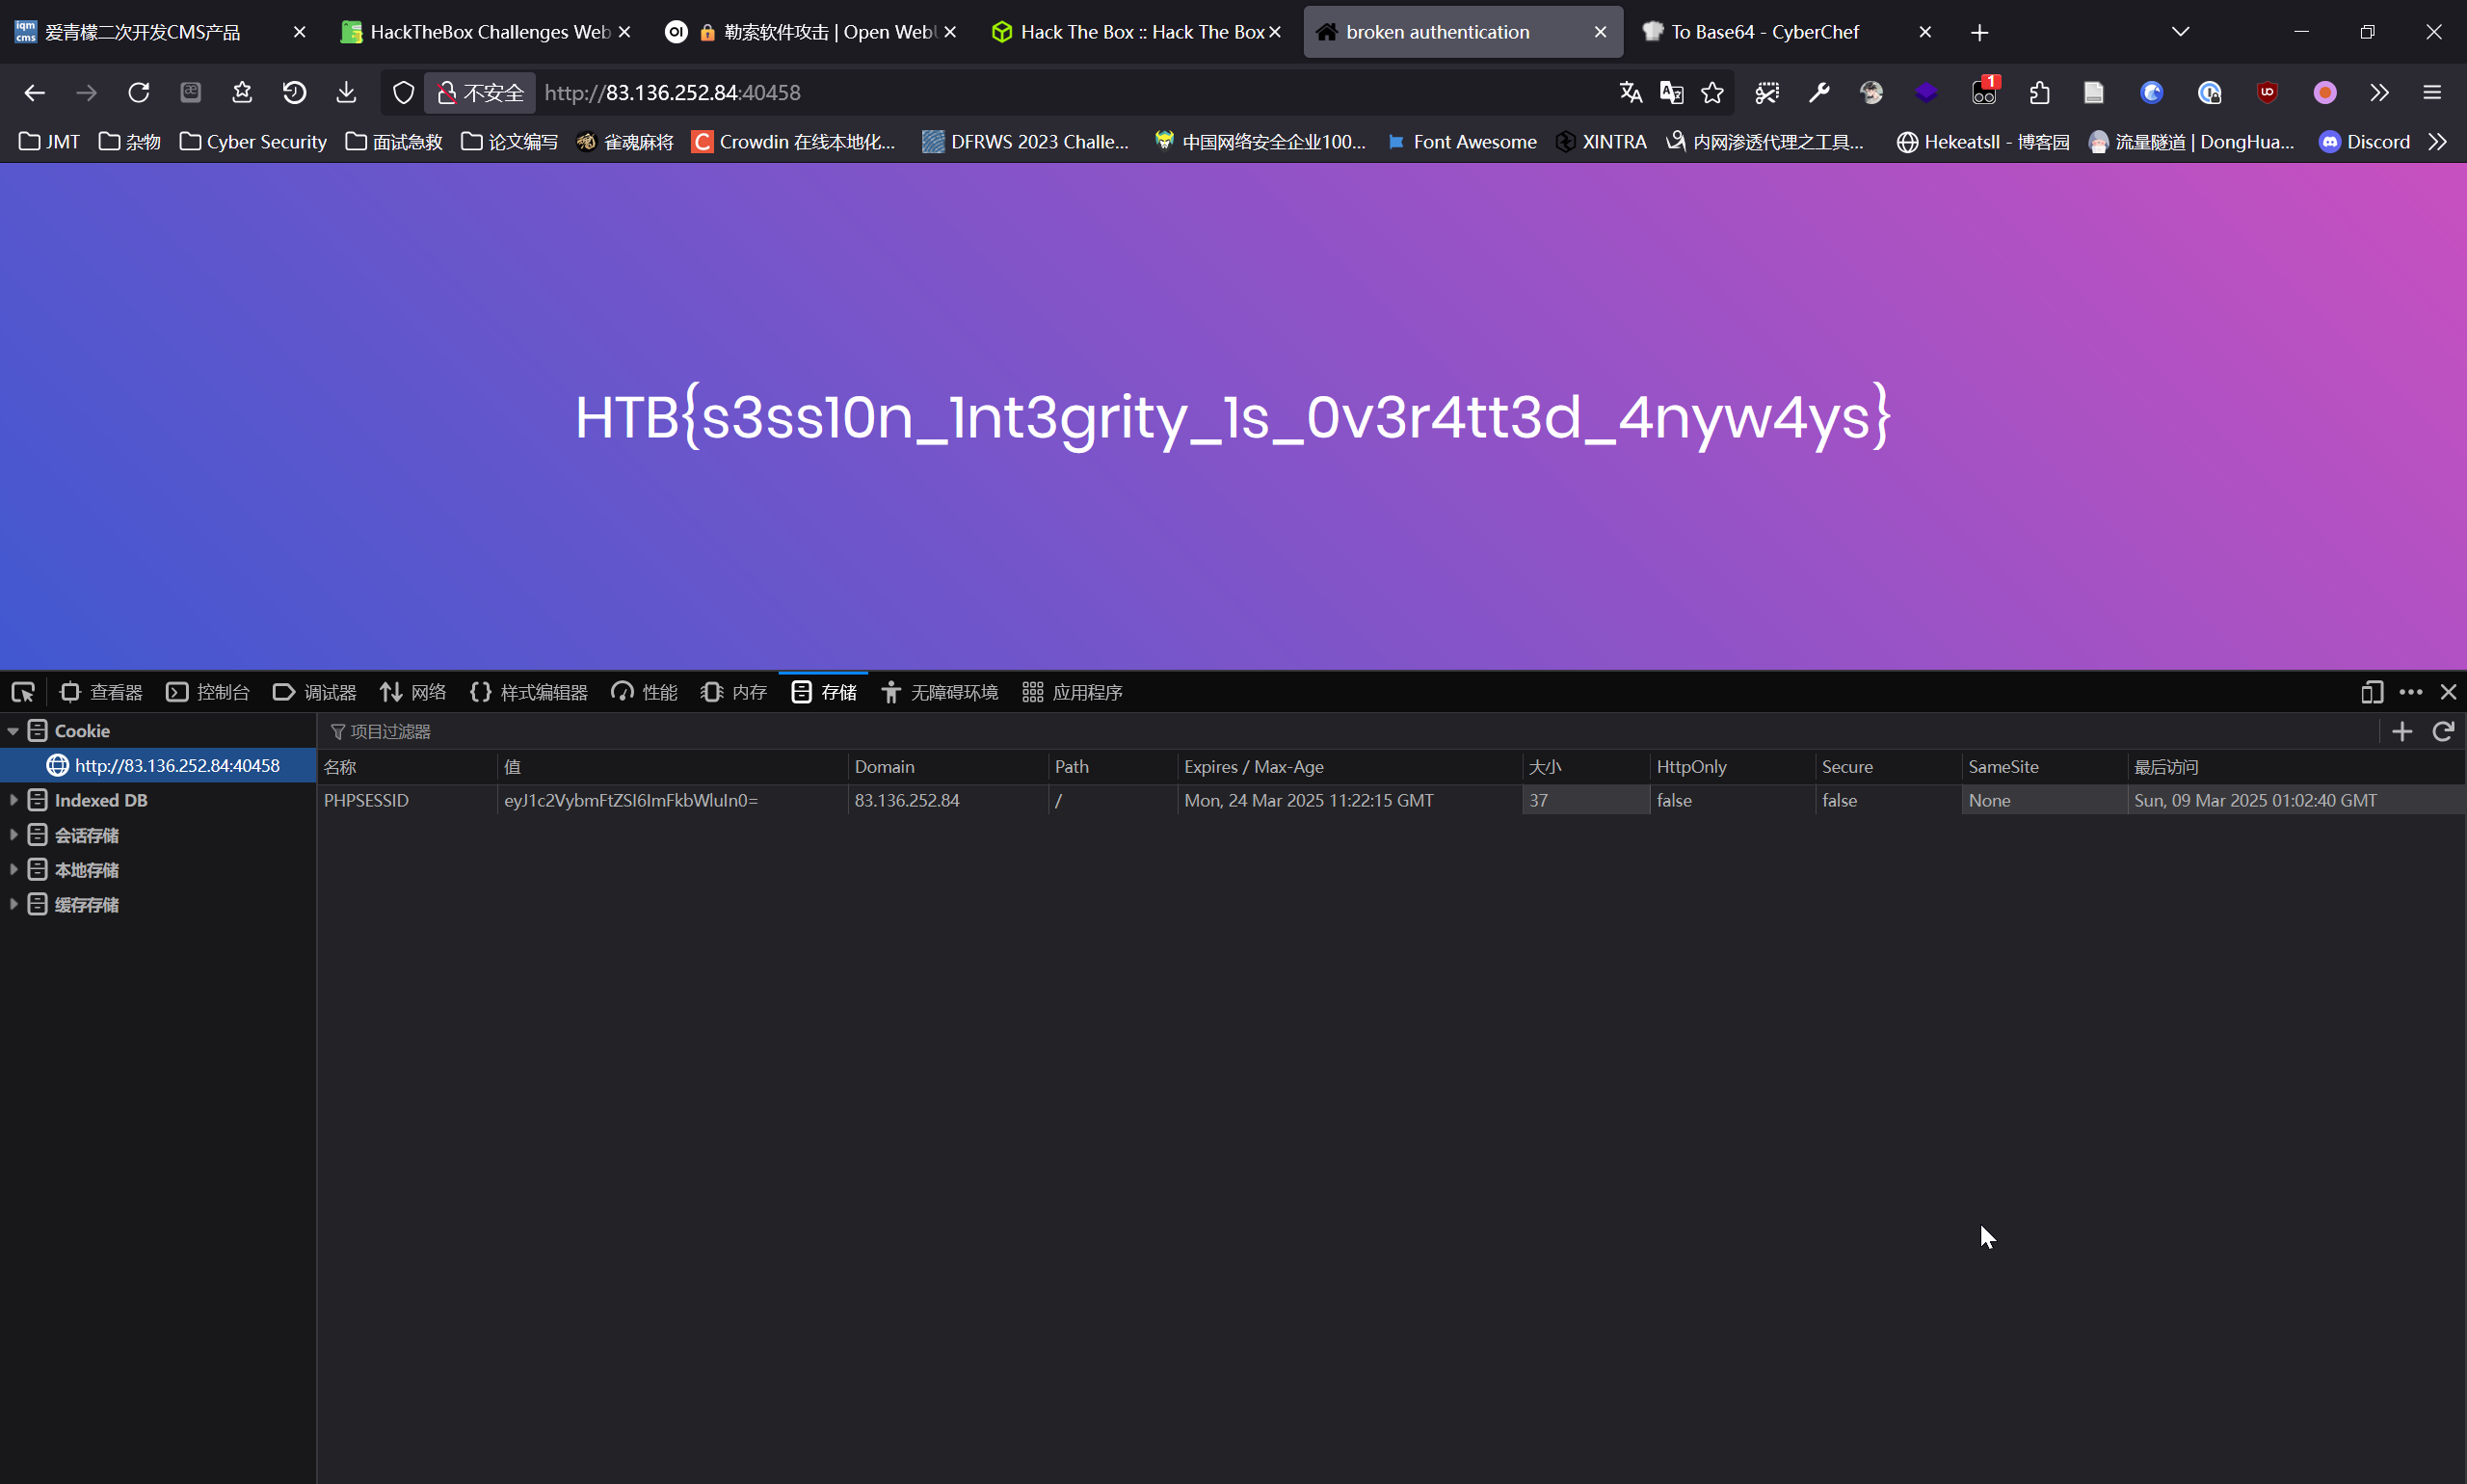 iqm cms 爱青檬二次开发CMS产品 HackTheBox Challenges Web OI 勒索软件攻击 | Open Web Hack The Box :: Hack The Box broken authentication To Base64 - CyberChef
不安全 http://83.136.252.84:40458 1
JMT 杂物 Cyber Security 面试急救 论文编写 雀魂麻将 Crowdin 在线本地化... DFRWS 2023 Challe... 中国网络安全企业100... Font Awesome XINTRA 内网渗透代理之工具... Hekeatsll - 博客园 流量隧道 | DongHua... Discord
HTB{s3ss10n_1nt3grity_1s_0v3r4tt3d_4nyw4ys}
查看器 控制台 调试器 网络 样式编辑器 性能 内存 存储 无障碍环境 应用程序
Cookie 项目过滤器
http://83.136.252.84:40458 名称 值 Domain Path Expires / Max-Age 大小 HttpOnly Secure SameSite 最后访问
Indexed DB PHPSESSID eyJ1c2VybmFtZSI6ImFkbWluIn0= 83.136.252.84 / Mon, 24 Mar 2025 11:22:15 GMT 37 false false None Sun, 09 Mar 2025 01:02:40 GMT
会话存储
本地存储
缓存存储